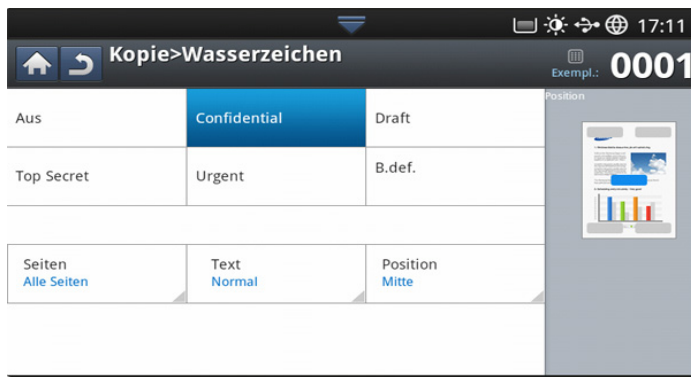 17:11
Kopie>Wasserzeichen
Exempl.: 0001
Position
Aus
Confidential
Draft
Top Secret
Urgent
B.def.
Seiten
Alle Seiten
Text
Normal
Position
Mitte